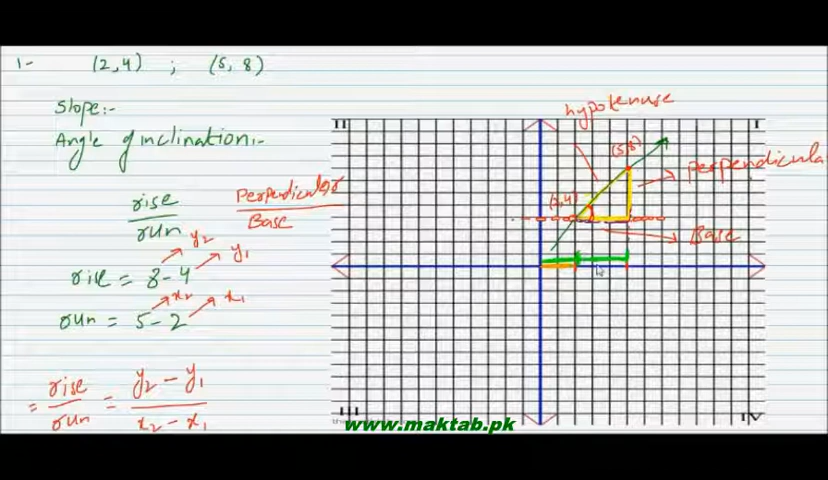 1- (2,4) ; (5,8)
Slope:-
Angle of inclination:-
rise
run
Perpendicular
Base
rise = 8-4
y2
y1
run = 5-2
x2
x1
= rise / run = y2 - y1 / x2 - x1
hypotenuse
II
I
(5,8)
perpendicula
(2,4)
Base
III
IV
www.maktab.pk